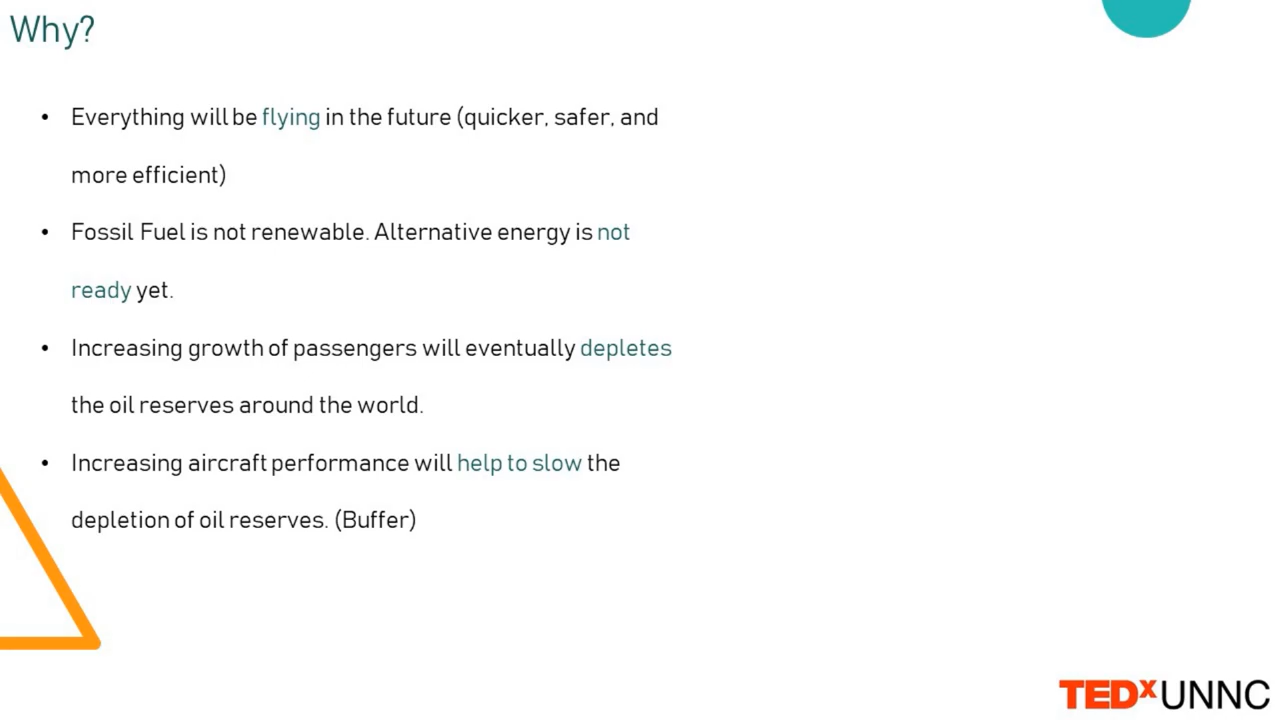 Why?
• Everything will be flying in the future (quicker, safer, and
more efficient)
• Fossil Fuel is not renewable. Alternative energy is not
ready yet.
• Increasing growth of passengers will eventually depletes
the oil reserves around the world.
• Increasing aircraft performance will help to slow the
depletion of oil reserves. (Buffer)
TEDxUNNC